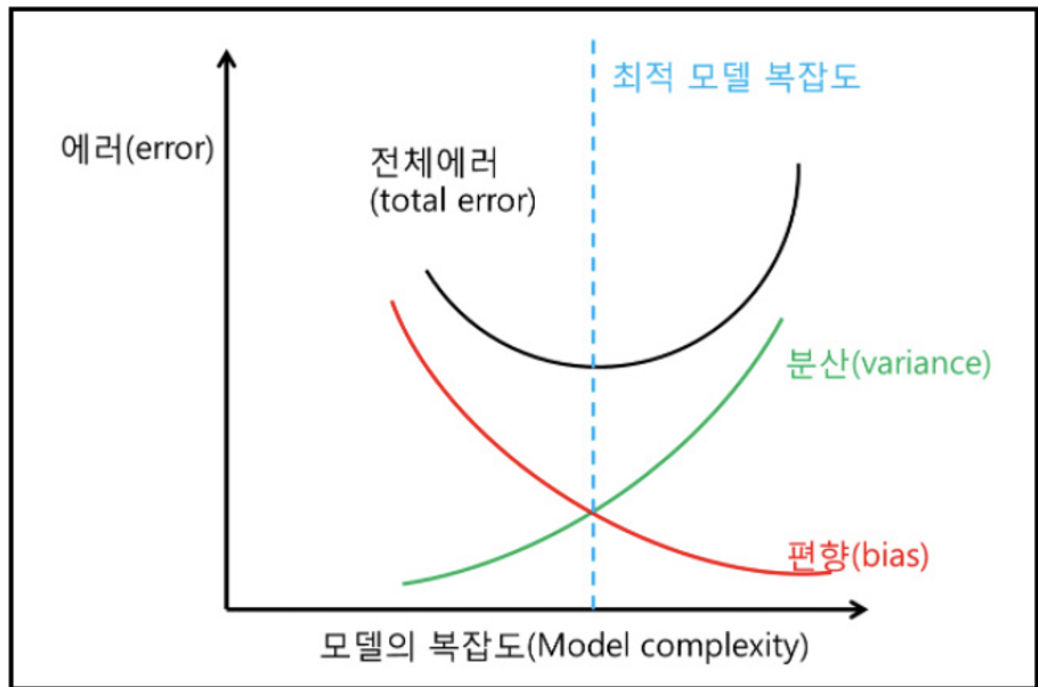 최적 모델 복잡도
에러(error)
전체에러
(total error)
분산(variance)
편향(bias)
모델의 복잡도(Model complexity)